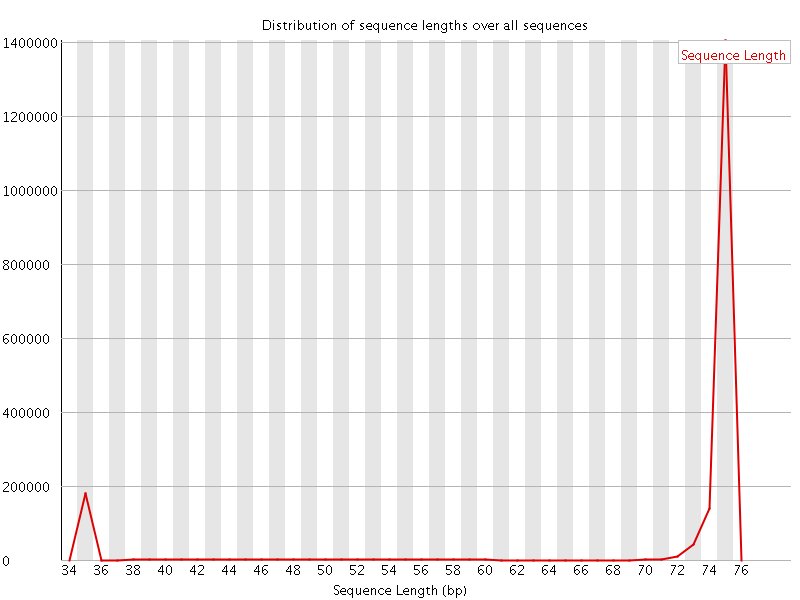 Distribution of sequence lengths over all sequences
Sequence Length
1400000
1200000
1000000
800000
600000
400000
200000
0
34 36 38 40 42 44 46 48 50 52 54 56 58 60 62 64 66 68 70 72 74 76
Sequence Length (bp)